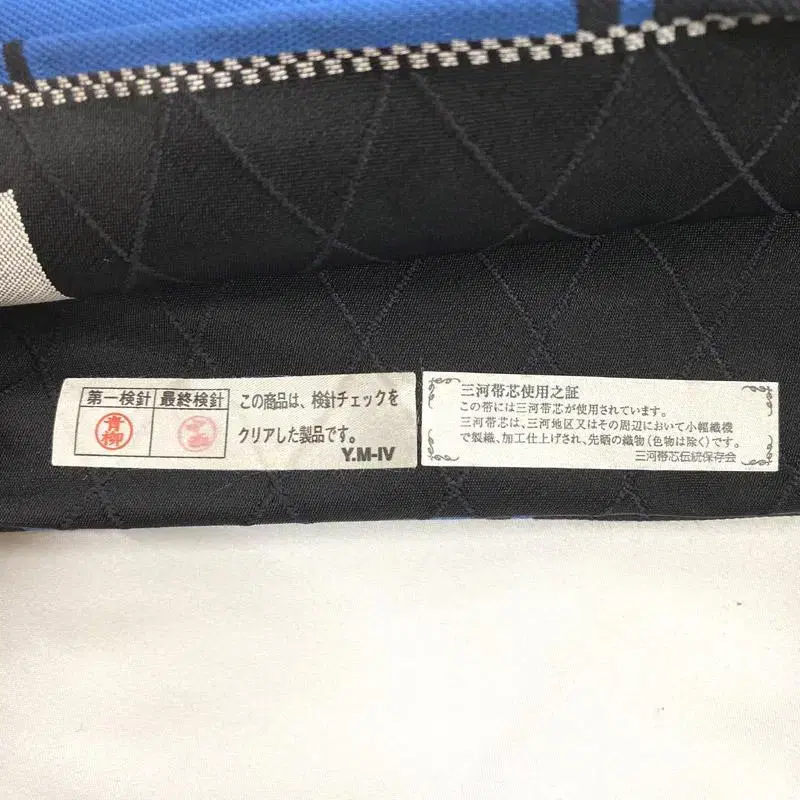 第一検針 最終検針
青柳
この商品は、検針チェックを
クリアした製品です。
Y.M-IV
三河帯芯使用之証
この帯には三河帯芯が使用されています。
三河帯芯は、三河地区又はその周辺において小幅織機
で製織、加工仕上げされ、先晒の織物(色物は除く)です。
三河帯芯伝統保存会